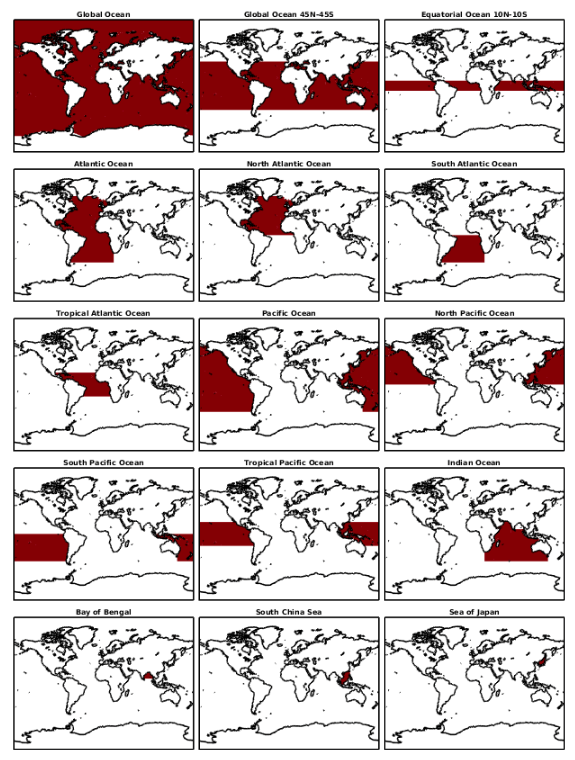 Global Ocean
Global Ocean 45N-45S
Equatorial Ocean 10N-10S
Atlantic Ocean
North Atlantic Ocean
South Atlantic Ocean
Tropical Atlantic Ocean
Pacific Ocean
North Pacific Ocean
South Pacific Ocean
Tropical Pacific Ocean
Indian Ocean
Bay of Bengal
South China Sea
Sea of Japan